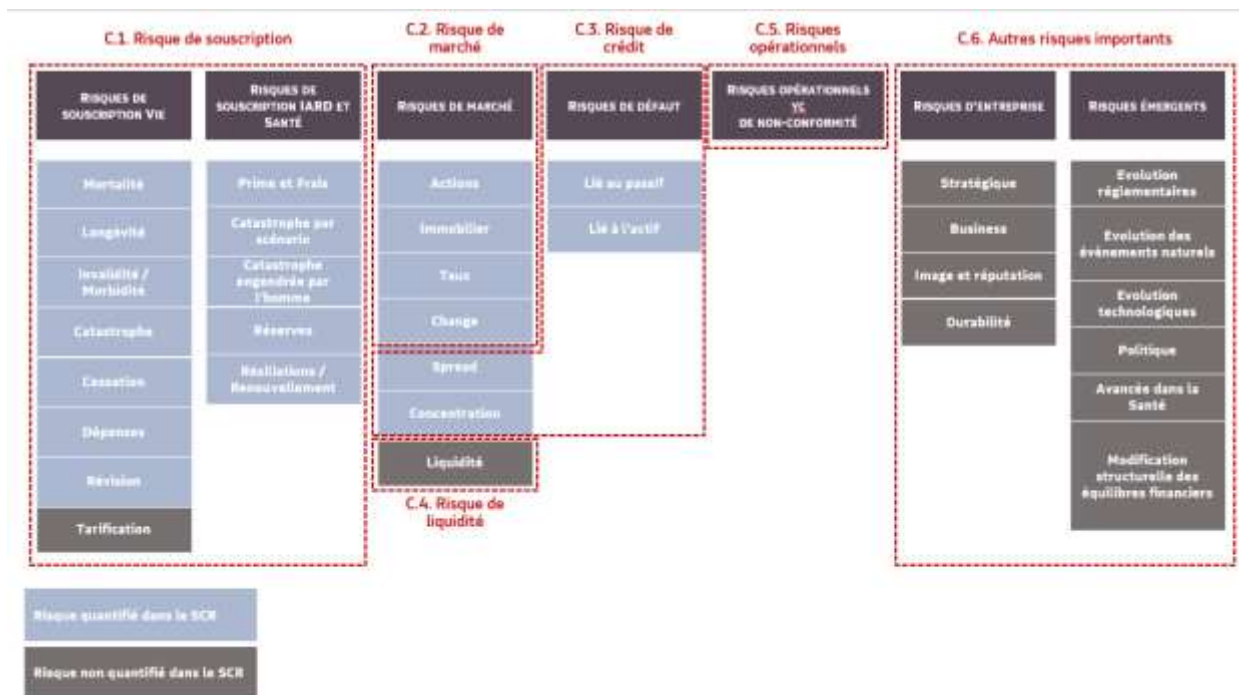 C.1. Risque de souscription
C.2. Risque de
marché
C.3. Risque de
crédit
C.5. Risques
opérationnels
C.6. Autres risques importants
RISQUES DE
SOUSCRIPTION VIE
RISQUES DE
SOUSCRIPTION IARD ET
SANTÉ
RISQUES DE MARCHÉ
RISQUES DE DÉFAUT
RISQUES OPÉRATIONNELS
YC
DE NON-CONFORMITÉ
RISQUES D'ENTREPRISE
RISQUES ÉMERGENTS
Mortalité
Longévité
Invalidité /
Morbidité
Catastrophe
Cessation
Dépenses
Révision
Tarification
Prime et Frais
Catastrophe par
scénario
Catastrophe
engendrée par
l'homme
Réserves
Résiliations /
Renouvellement
Actions
Immobilier
Taux
Change
Spread
Concentration
Liquidité
C.4. Risque de
liquidité
Lié au passif
Lié à l'actif
Stratégique
Business
Image et réputation
Durabilité
Evolution
réglementaires
Evolution des
évènements naturels
Evolution
technologiques
Politique
Avancée dans la
Santé
Modification
structurelle des
équilibres financiers
Risque quantifié dans le SCR
Risque non quantifié dans le SCR